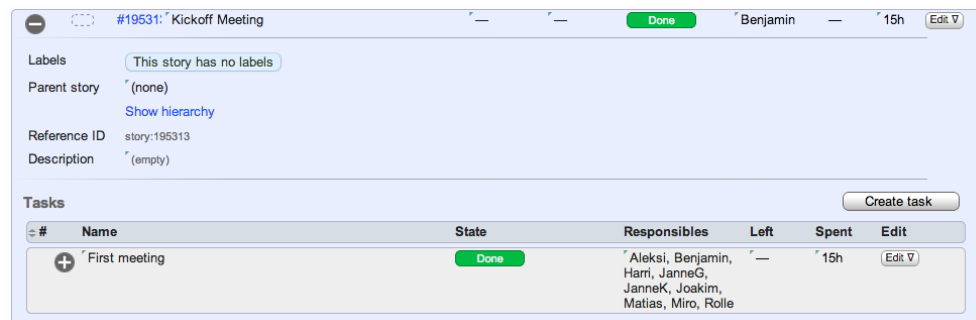 #19531: Kickoff Meeting — — Done Benjamin — 15h Edit ∇
Labels This story has no labels
Parent story (none)
Show hierarchy
Reference ID story:195313
Description (empty)
Tasks Create task
# Name State Responsibles Left Spent Edit
First meeting Done Aleksi, Benjamin, — 15h Edit ∇
Harri, JanneG,
JanneK, Joakim,
Matias, Miro, Rolle